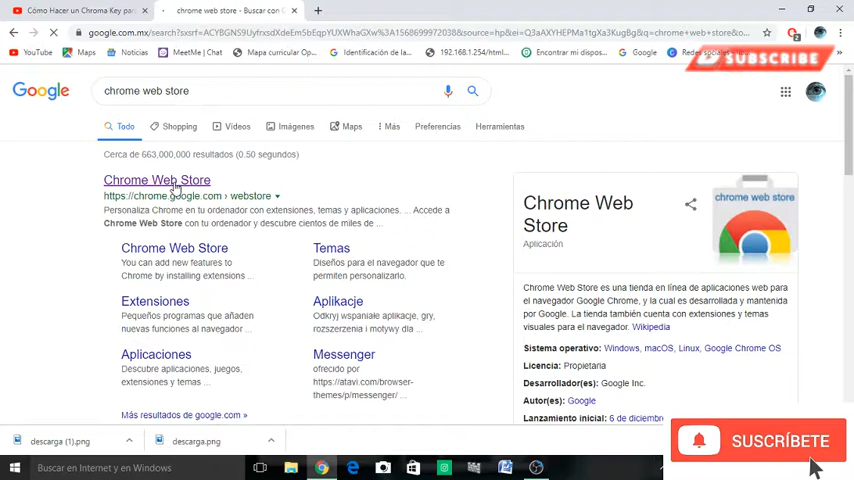 Cómo Hacer un Chroma Key para
chrome web store - Buscar con G
google.com.mx/search?sxsrf=
YouTube Maps Noticias MeetMe | Chat Mapa curricular Op... Identificación de la... 192.168.1.254/html... Encontrar mi dispos... Google Redes sociales
SUBSCRIBE
Google
chrome web store
Todo Shopping Vídeos Imágenes Maps Más Preferencias Herramientas
Cerca de 663,000,000 resultados (0.50 segundos)
Chrome Web Store
https://chrome.google.com › webstore
Personaliza Chrome en tu ordenador con extensiones, temas y aplicaciones. ... Accede a
Chrome Web Store con tu ordenador y descubre cientos de miles de ...
Chrome Web Store
You can add new features to
Chrome by installing extensions ...
Temas
Diseños para el navegador que te
permiten personalizarlo.
Extensiones
Pequeños programas que añaden
nuevas funciones al navegador ...
Aplikacje
Odkryj wspaniałe aplikacje, gry,
rozszerzenia i motywy dla ...
Aplicaciones
Descubre aplicaciones, juegos,
extensiones y temas ...
Messenger
ofrecido por
https://atavi.com/browser-
themes/p/messenger/ ...
Más resultados de google.com »
Chrome Web
Store
Aplicación
chrome web store
Chrome Web Store es una tienda en línea de aplicaciones web para
el navegador Google Chrome, y la cual es desarrollada y mantenida
por Google. La tienda también cuenta con extensiones y temas
visuales para el navegador. Wikipedia
Sistema operativo: Windows, macOS, Linux, Google Chrome OS
Licencia: Propietaria
Desarrollador(es): Google Inc.
Autor(es): Google
Lanzamiento inicial: 6 de diciembre
descarga (1).png
descarga.png
SUSCRÍBETE
Buscar en Internet y en Windows